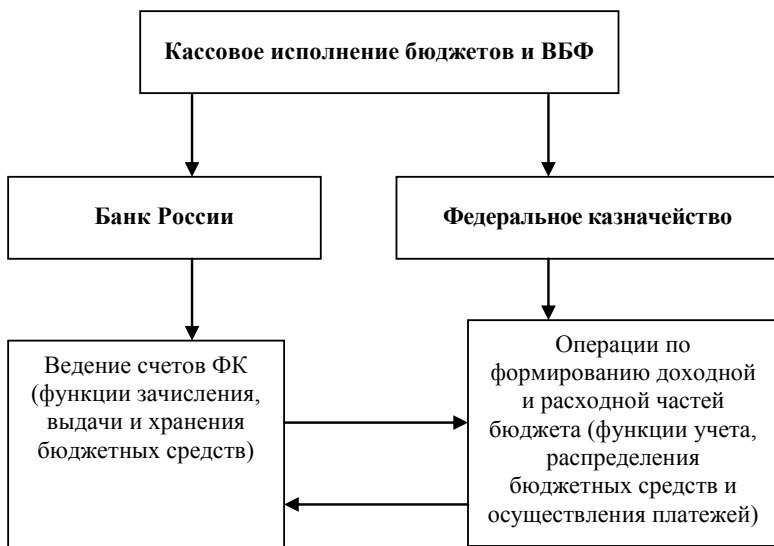 Кассовое исполнение бюджетов и ВБФ
Банк России
Федеральное казначейство
Ведение счетов ФК
(функции зачисления,
выдачи и хранения
бюджетных средств)
Операции по
формированию доходной
и расходной частей
бюджета (функции учета,
распределения
бюджетных средств и
осуществления платежей)